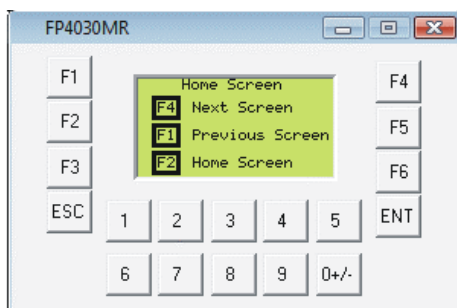 FP4030MR
F1
F2
F3
ESC
Home Screen
F4 Next Screen
F1 Previous Screen
F2 Home Screen
F4
F5
F6
ENT
1 2 3 4 5
6 7 8 9 0+/-